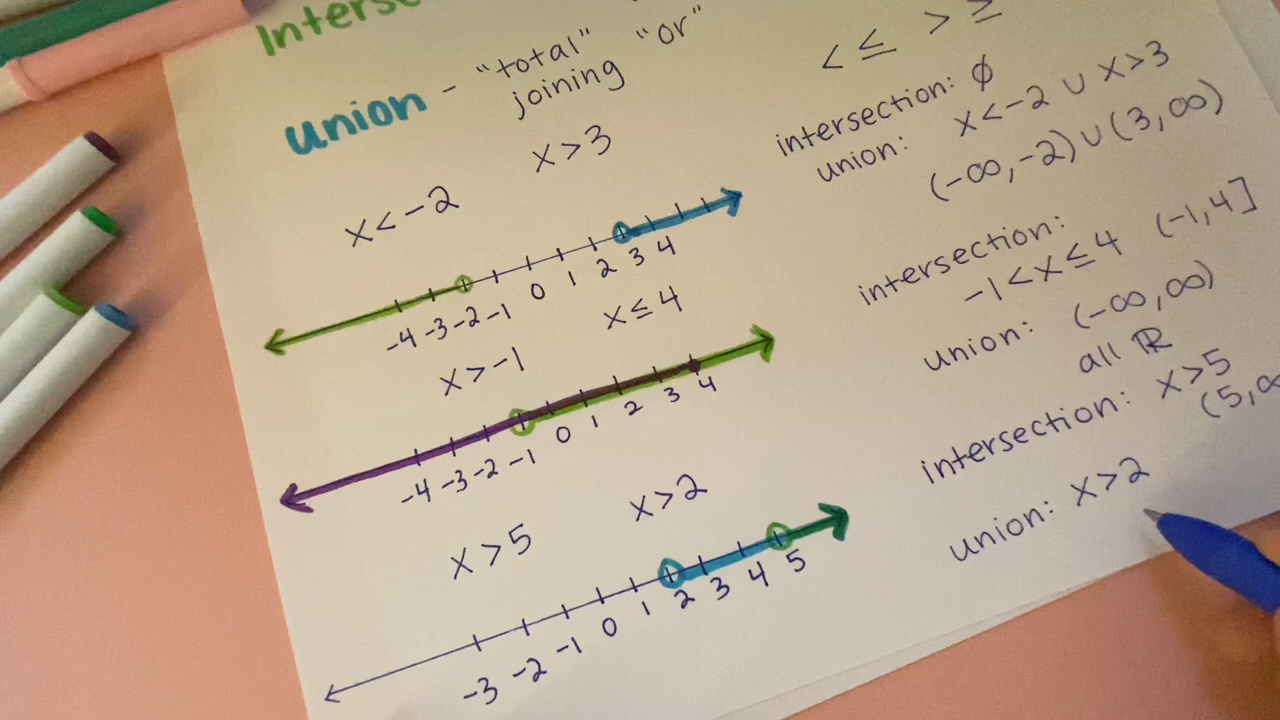 union - "total" "or"
joining
x<-2 x>3
-4 -3 -2 -1 0 1 2 3 4
x>-1 x≤4
-4 -3 -2 -1 0 1 2 3 4
x>5 x>2
-3 -2 -1 0 1 2 3 4 5
< ≤ > ≥
intersection: ∅
union: x<-2 ∪ x>3
(-∞,-2)∪(3,∞)
intersection:
-1<x≤4 (-1,4]
union: (-∞,∞)
all ℝ
intersection: x>5
(5,∞
union: x>2